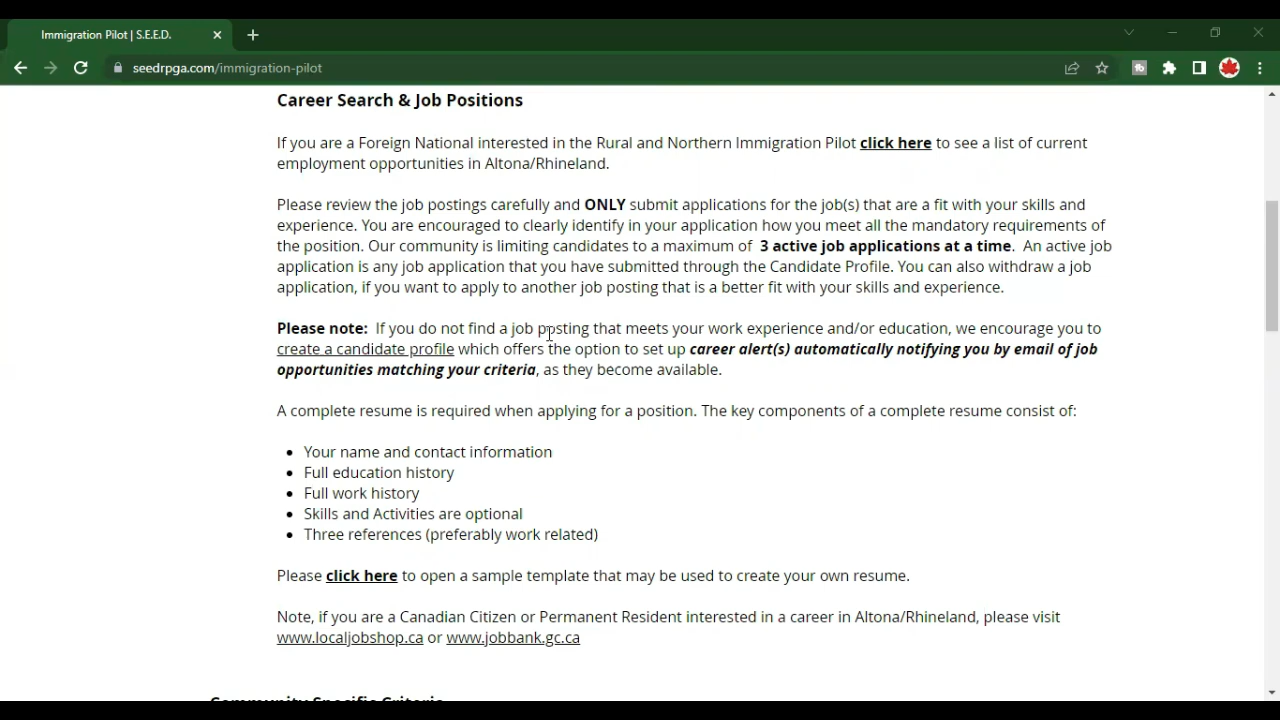 Immigration Pilot | S.E.E.D.
seedrpga.com/immigration-pilot
Career Search & Job Positions
If you are a Foreign National interested in the Rural and Northern Immigration Pilot click here to see a list of current
employment opportunities in Altona/Rhineland.
Please review the job postings carefully and ONLY submit applications for the job(s) that are a fit with your skills and
experience. You are encouraged to clearly identify in your application how you meet all the mandatory requirements of
the position. Our community is limiting candidates to a maximum of 3 active job applications at a time. An active job
application is any job application that you have submitted through the Candidate Profile. You can also withdraw a job
application, if you want to apply to another job posting that is a better fit with your skills and experience.
Please note: If you do not find a job posting that meets your work experience and/or education, we encourage you to
create a candidate profile which offers the option to set up career alert(s) automatically notifying you by email of job
opportunities matching your criteria, as they become available.
A complete resume is required when applying for a position. The key components of a complete resume consist of:
• Your name and contact information
• Full education history
• Full work history
• Skills and Activities are optional
• Three references (preferably work related)
Please click here to open a sample template that may be used to create your own resume.
Note, if you are a Canadian Citizen or Permanent Resident interested in a career in Altona/Rhineland, please visit
www.localjobshop.ca or www.jobbank.gc.ca
Community Specific Criteria